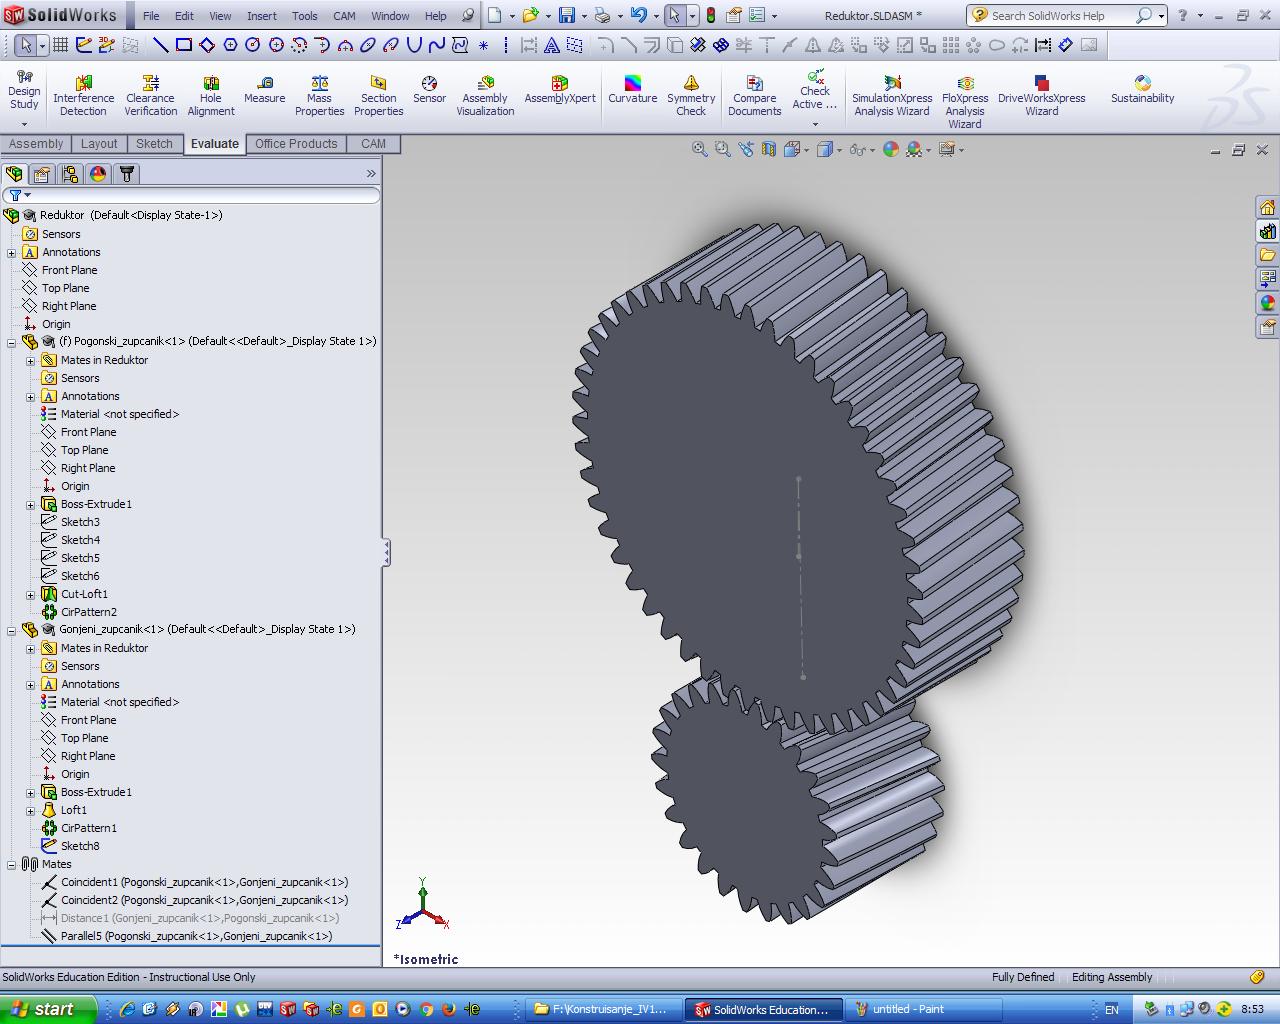 SolidWorks File Edit View Insert Tools CAM Window Help Reduktor.SLDASM * Search SolidWorks Help
Design Study
Interference Detection
Clearance Verification
Hole Alignment
Measure
Mass Properties
Section Properties
Sensor
Assembly Visualization
AssemblyXpert
Curvature
Symmetry Check
Compare Documents
Check Active ...
SimulationXpress Analysis Wizard
FloXpress Analysis Wizard
DriveWorksXpress Wizard
Sustainability
Assembly Layout Sketch Evaluate Office Products CAM
Reduktor (Default<Display State-1>)
Sensors
Annotations
Front Plane
Top Plane
Right Plane
Origin
(f) Pogonski_zupcanik<1> (Default<<Default>_Display State 1>)
Mates in Reduktor
Sensors
Annotations
Material <not specified>
Front Plane
Top Plane
Right Plane
Origin
Boss-Extrude1
Sketch3
Sketch4
Sketch5
Sketch6
Cut-Loft1
CirPattern2
Gonjeni_zupcanik<1> (Default<<Default>_Display State 1>)
Mates in Reduktor
Sensors
Annotations
Material <not specified>
Front Plane
Top Plane
Right Plane
Origin
Boss-Extrude1
Loft1
CirPattern1
Sketch8
Mates
Coincident1 (Pogonski_zupcanik<1>,Gonjeni_zupcanik<1>)
Coincident2 (Pogonski_zupcanik<1>,Gonjeni_zupcanik<1>)
Distance1 (Gonjeni_zupcanik<1>,Pogonski_zupcanik<1>)
Parallel5 (Pogonski_zupcanik<1>,Gonjeni_zupcanik<1>)
Y
Z
X
*Isometric
SolidWorks Education Edition - Instructional Use Only Fully Defined Editing Assembly
start F:\Konstruisanje_IV1... SolidWorks Education... untitled - Paint EN 8:53